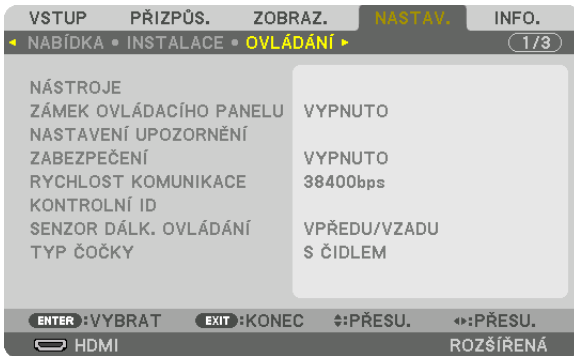 VSTUP PŘIZPŮS. ZOBRAZ. NASTAV. INFO.
NABÍDKA • INSTALACE • OVLÁDÁNÍ 1/3
NÁSTROJE
ZÁMEK OVLÁDACÍHO PANELU VYPNUTO
NASTAVENÍ UPOZORNĚNÍ
ZABEZPEČENÍ VYPNUTO
RYCHLOST KOMUNIKACE 38400bps
KONTROLNÍ ID
SENZOR DÁLK. OVLÁDÁNÍ VPŘEDU/VZADU
TYP ČOČKY S ČIDLEM
ENTER :VYBRAT EXIT :KONEC :PŘESU. :PŘESU.
HDMI ROZŠÍŘENÁ